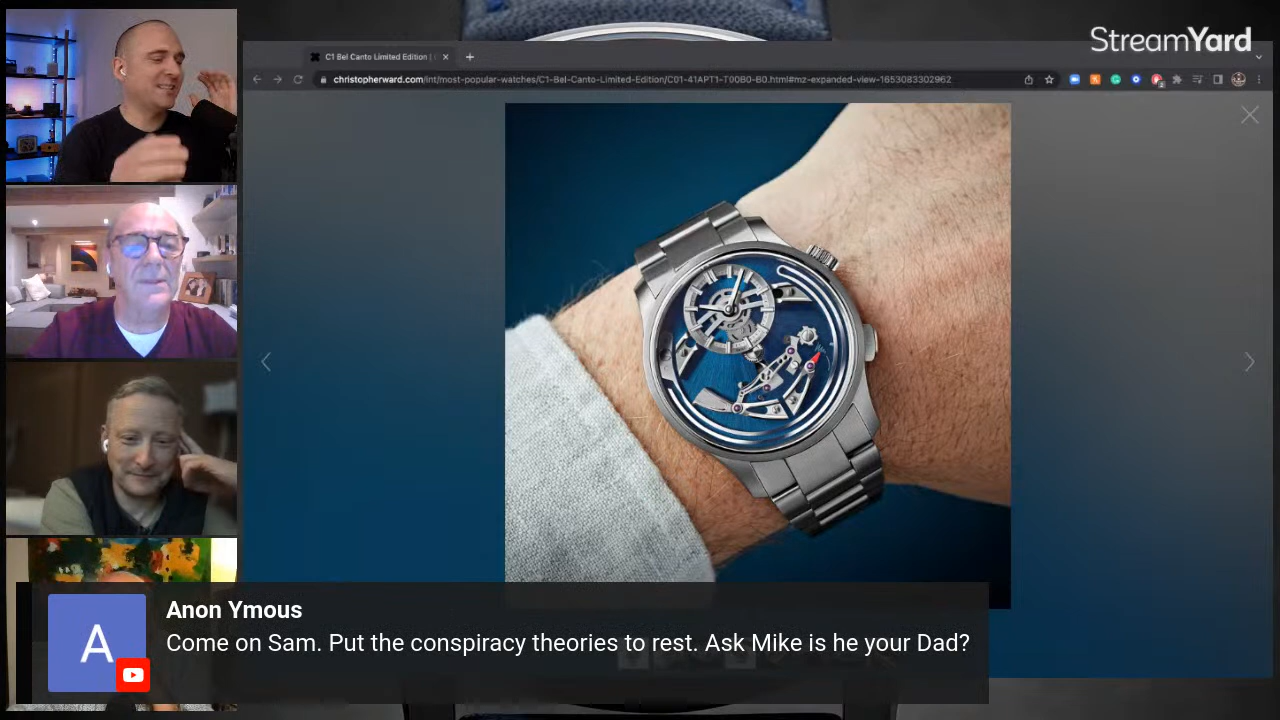 StreamYard
C1 Bel Canto Limited Edition |
christopherward.com/int/most-popular-watches/C1-Bel-Canto-Limited-Edition/C01-41APT1-T00B0-B0.html#mz-expanded-view-1653083302962
A
Anon Ymous
Come on Sam. Put the conspiracy theories to rest. Ask Mike is he your Dad?